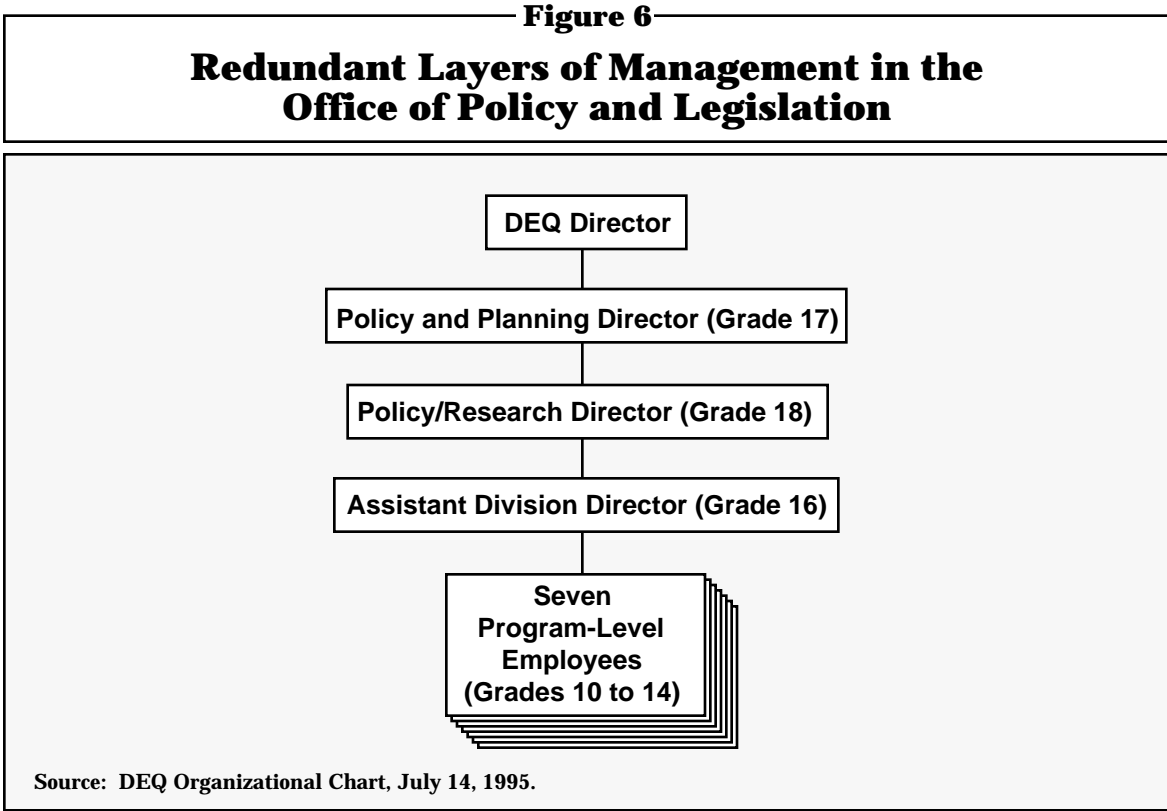 Figure 6
Redundant Layers of Management in the
Office of Policy and Legislation
DEQ Director
Policy and Planning Director (Grade 17)
Policy/Research Director (Grade 18)
Assistant Division Director (Grade 16)
Seven
Program-Level
Employees
(Grades 10 to 14)
Source: DEQ Organizational Chart, July 14, 1995.